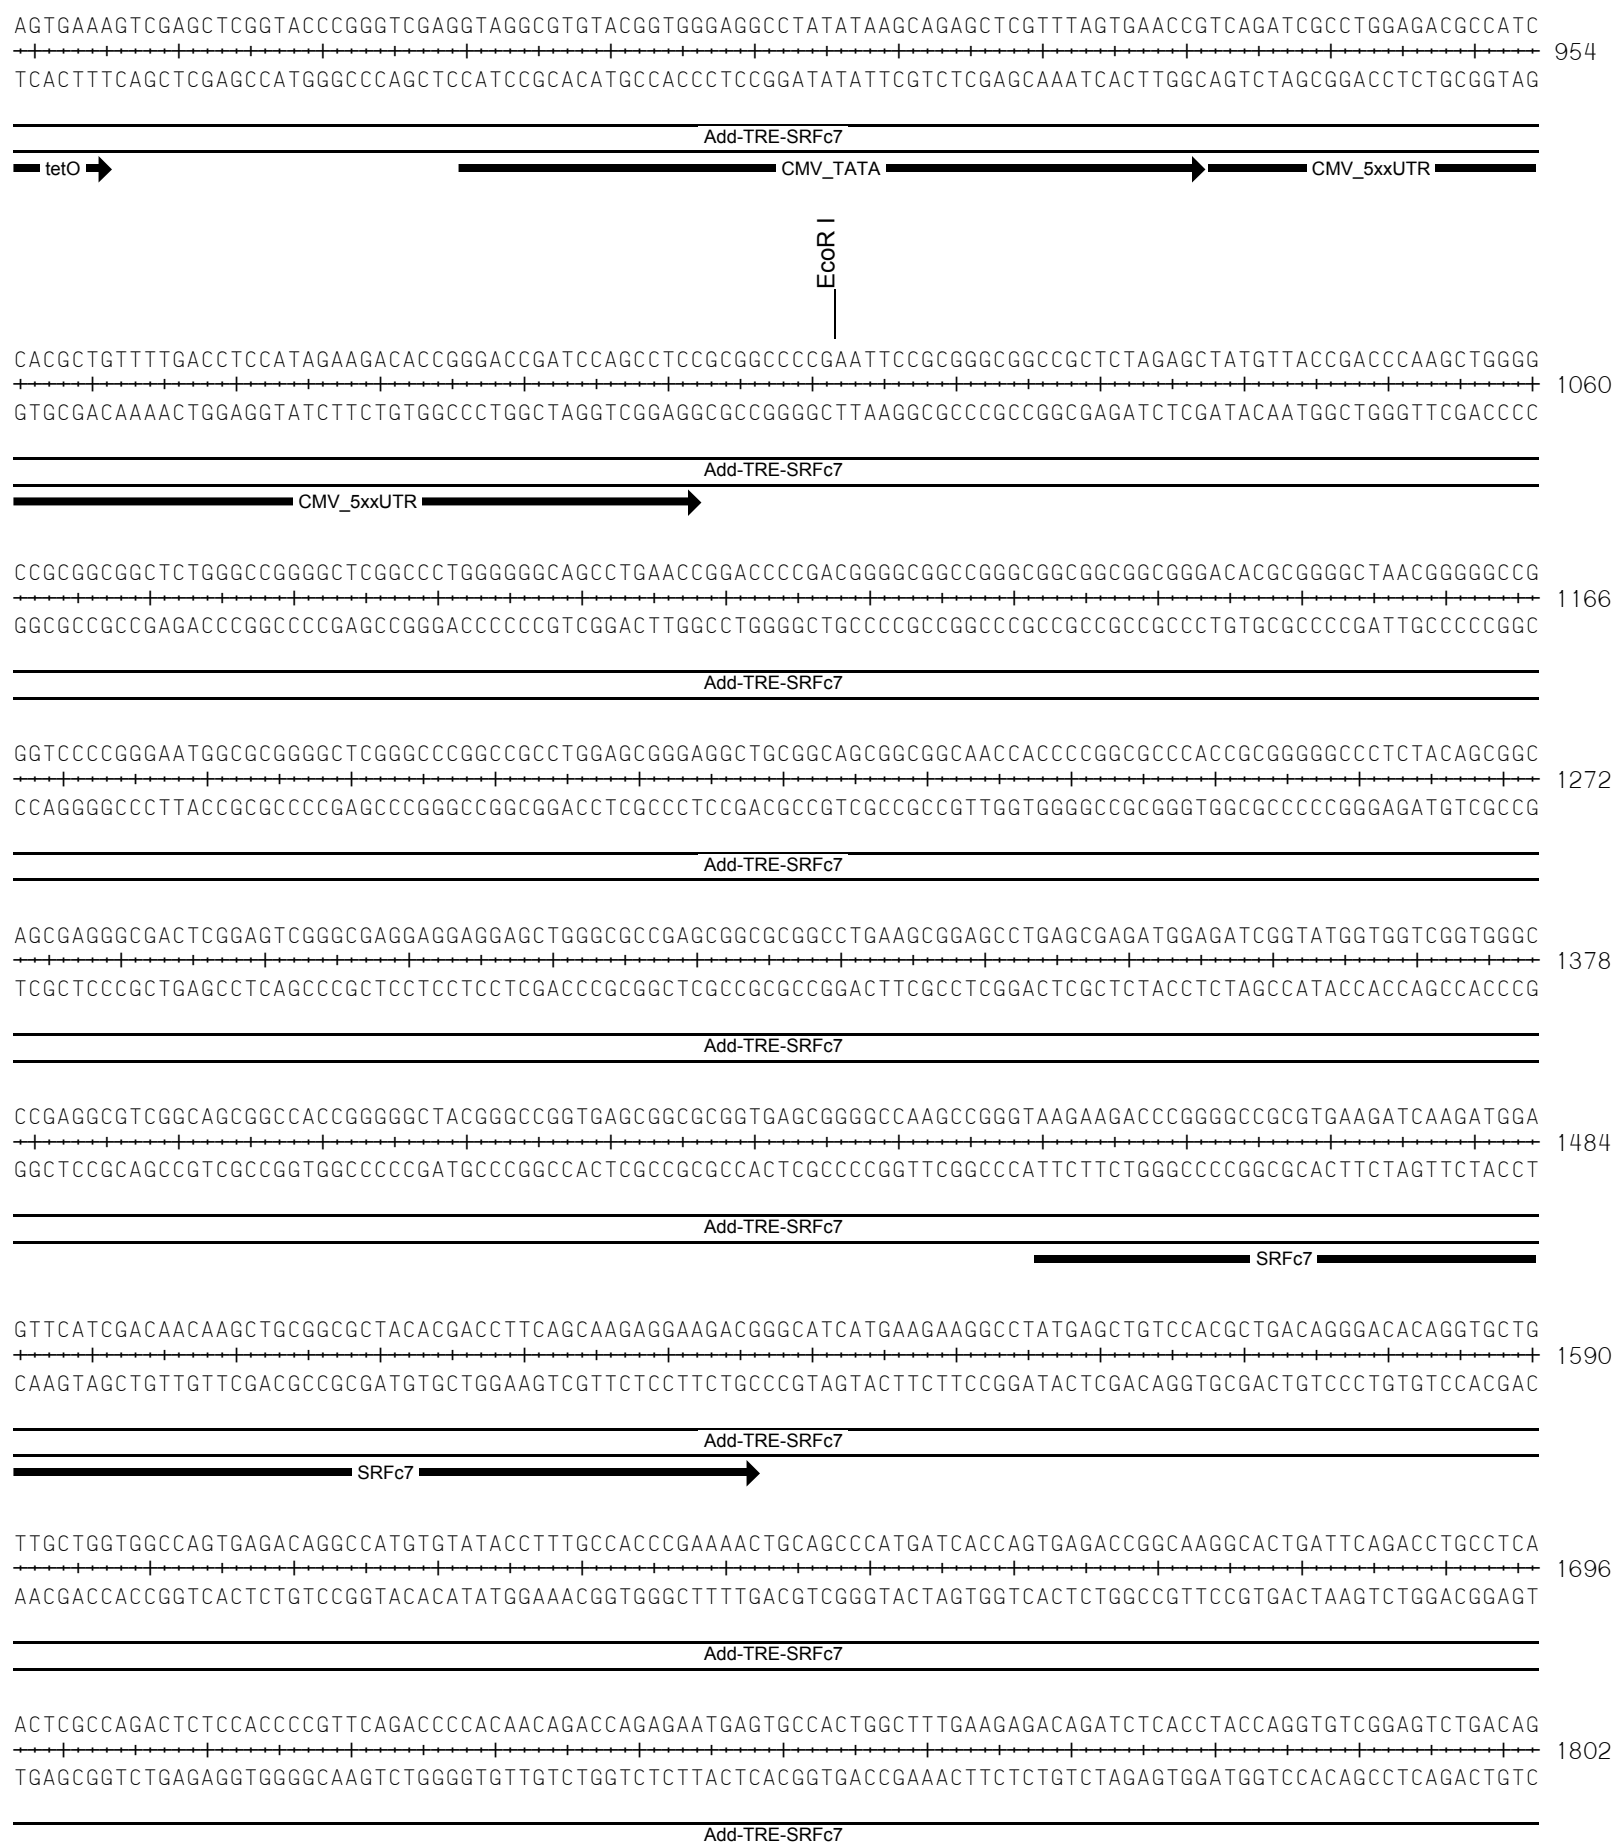 AGTGAAAGTCGAGCTCGGTACCCGGGTCGAGGTAGGCGTGTACGGTGGGAGGCCTATATAAGCAGAGCTCGTTTAGTGAACCGTCAGATCGCCTGGAGACGCCATC
954
TCACTTTCAGCTCGAGCCATGGGCCCAGCTCCATCCGCACATGCCACCCTCCGGATATATTCGTCTCGAGCAAATCACTTGGCAGTCTAGCGGACCTCTGCGGTAG
Add-TRE-SRFc7
tetO CMV_TATA CMV_5xxUTR
EcoR I
CACGCTGTTTTGACCTCCATAGAAGACACCGGGACCGATCCAGCCTCCGCGGCCCCGAATTCCGCGGGCGGCCGCTCTAGAGCTATGTTACCGACCCAAGCTGGGG
1060
GTGCGACAAAACTGGAGGTATCTTCTGTGGCCCTGGCTAGGTCGGAGGCGCCGGGGCTTAAGGCGCCCGCCGGCGAGATCTCGATACAATGGCTGGGTTCGACCCC
Add-TRE-SRFc7
CMV_5xxUTR
CCGCGGCGGCTCTGGGCCGGGGCTCGGCCCTGGGGGGCAGCCTGAACCGGACCCCGACGGGGCGGCCGGGCGGCGGCGGCGGGACACGCGGGGCTAACGGGGGCCG
1166
GGCGCCGCCGAGACCCGGCCCCGAGCCGGGACCCCCCGTCGGACTTGGCCTGGGGCTGCCCCGCCGGCCCGCCGCCGCCGCCCTGTGCGCCCCGATTGCCCCCGGC
Add-TRE-SRFc7
GGTCCCCGGGAATGGCGCGGGGCTCGGGCCCGGCCGCCTGGAGCGGGAGGCTGCGGCAGCGGCGGCAACCACCCCGGCGCCCACCGCGGGGGCCCTCTACAGCGGC
1272
CCAGGGGCCCTTACCGCGCCCCGAGCCCGGGCCGGCGGACCTCGCCCTCCGACGCCGTCGCCGCCGTTGGTGGGGCCGCGGGTGGCGCCCCCGGGAGATGTCGCCG
Add-TRE-SRFc7
AGCGAGGGCGACTCGGAGTCGGGCGAGGAGGAGGAGCTGGGCGCCGAGCGGCGCGGCCTGAAGCGGAGCCTGAGCGAGATGGAGATCGGTATGGTGGTCGGTGGGC
1378
TCGCTCCCGCTGAGCCTCAGCCCGCTCCTCCTCCTCGACCCGCGGCTCGCCGCGCCGGACTTCGCCTCGGACTCGCTCTACCTCTAGCCATACCACCAGCCACCCG
Add-TRE-SRFc7
CCGAGGCGTCGGCAGCGGCCACCGGGGGCTACGGGCCGGTGAGCGGCGCGGTGAGCGGGGCCAAGCCGGGTAAGAAGACCCGGGGCCGCGTGAAGATCAAGATGGA
1484
GGCTCCGCAGCCGTCGCCGGTGGCCCCCGATGCCCGGCCACTCGCCGCGCCACTCGCCCCGGTTCGGCCCATTCTTCTGGGCCCCGGCGCACTTCTAGTTCTACCT
Add-TRE-SRFc7
SRFc7
GTTCATCGACAACAAGCTGCGGCGCTACACGACCTTCAGCAAGAGGAAGACGGGCATCATGAAGAAGGCCTATGAGCTGTCCACGCTGACAGGGACACAGGTGCTG
1590
CAAGTAGCTGTTGTTCGACGCCGCGATGTGCTGGAAGTCGTTCTCCTTCTGCCCGTAGTACTTCTTCCGGATACTCGACAGGTGCGACTGTCCCTGTGTCCACGAC
Add-TRE-SRFc7
SRFc7
TTGCTGGTGGCCAGTGAGACAGGCCATGTGTATACCTTTGCCACCCGAAAACTGCAGCCCATGATCACCAGTGAGACCGGCAAGGCACTGATTCAGACCTGCCTCA
1696
AACGACCACCGGTCACTCTGTCCGGTACACATATGGAAACGGTGGGCTTTTGACGTCGGGTACTAGTGGTCACTCTGGCCGTTCCGTGACTAAGTCTGGACGGAGT
Add-TRE-SRFc7
ACTCGCCAGACTCTCCACCCCGTTCAGACCCCACAACAGACCAGAGAATGAGTGCCACTGGCTTTGAAGAGACAGATCTCACCTACCAGGTGTCGGAGTCTGACAG
1802
TGAGCGGTCTGAGAGGTGGGGCAAGTCTGGGGTGTTGTCTGGTCTCTTACTCACGGTGACCGAAACTTCTCTGTCTAGAGTGGATGGTCCACAGCCTCAGACTGTC
Add-TRE-SRFc7